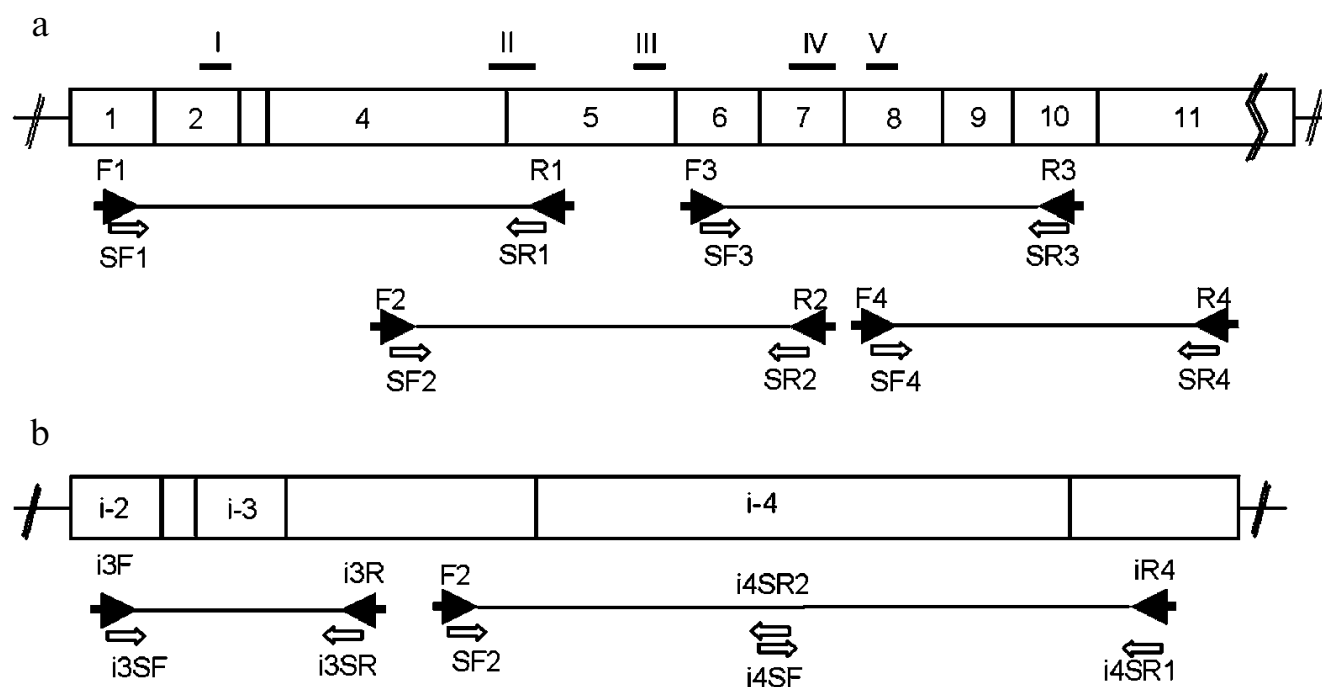 a
I II III IV V
1 2 4 5 6 7 8 9 10 11
F1 R1 F3 R3
SF1 SR1 SF3 SR3
F2 R2 F4 R4
SF2 SR2 SF4 SR4
b
i-2 i-3 i-4
i3F i3R F2 i4SR2 iR4
i3SF i3SR SF2 i4SF i4SR1